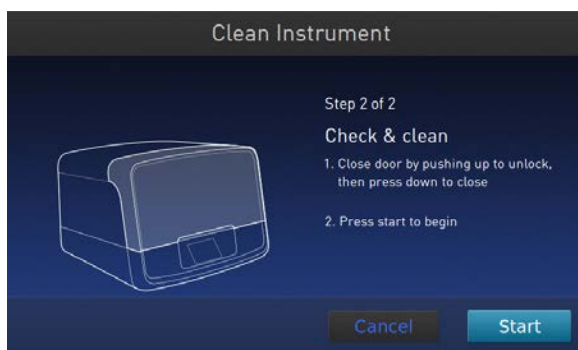 Clean Instrument
Step 2 of 2
Check & clean
1. Close door by pushing up to unlock,
then press down to close
2. Press start to begin
Cancel
Start